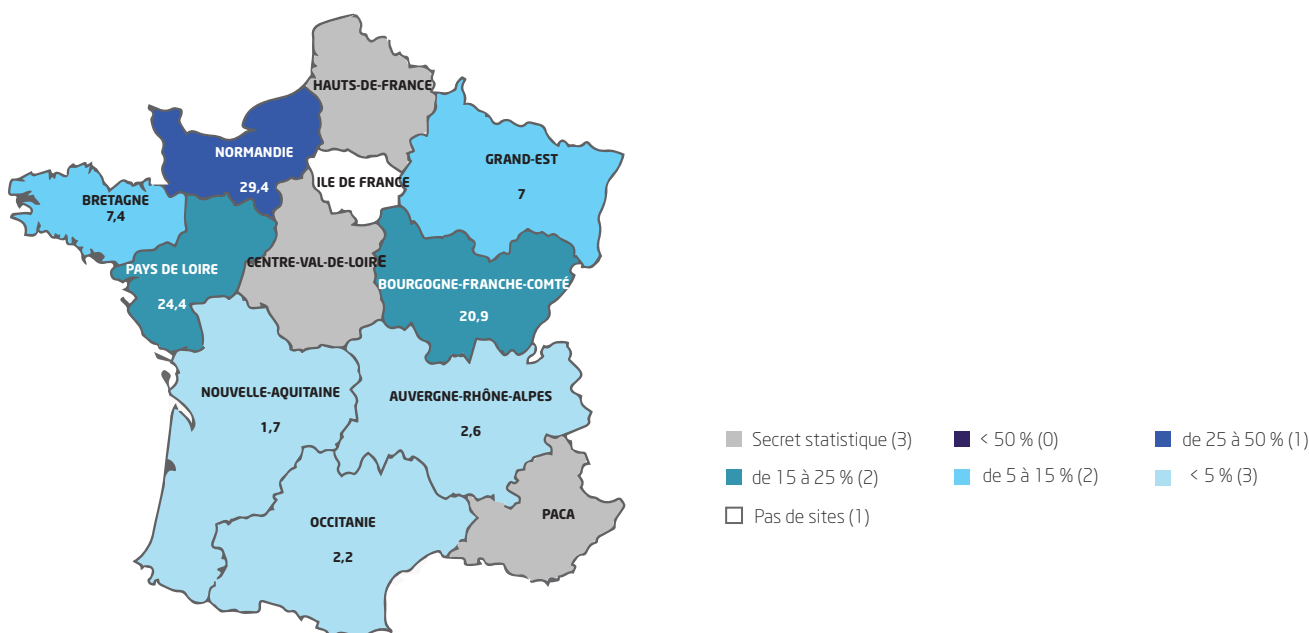 HAUTS-DE-FRANCE
NORMANDIE
29,4
ILE DE FRANCE
GRAND-EST
7
BRETAGNE
7,4
PAYS DE LOIRE
24,4
CENTRE-VAL-DE-LOIRE
BOURGOGNE-FRANCHE-COMTÉ
20,9
NOUVELLE-AQUITAINE
1,7
AUVERGNE-RHÔNE-ALPES
2,6
OCCITANIE
2,2
PACA
Secret statistique (3)
< 50 % (0)
de 25 à 50 % (1)
de 15 à 25 % (2)
de 5 à 15 % (2)
< 5 % (3)
Pas de sites (1)